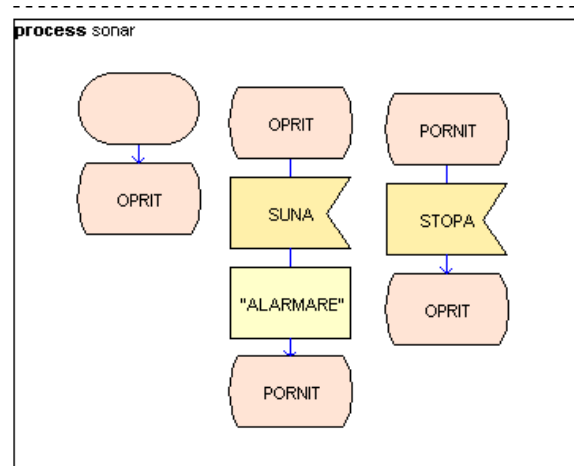 process sonar
OPRIT
OPRIT
SUNA
"ALARMARE"
PORNIT
PORNIT
STOPA
OPRIT